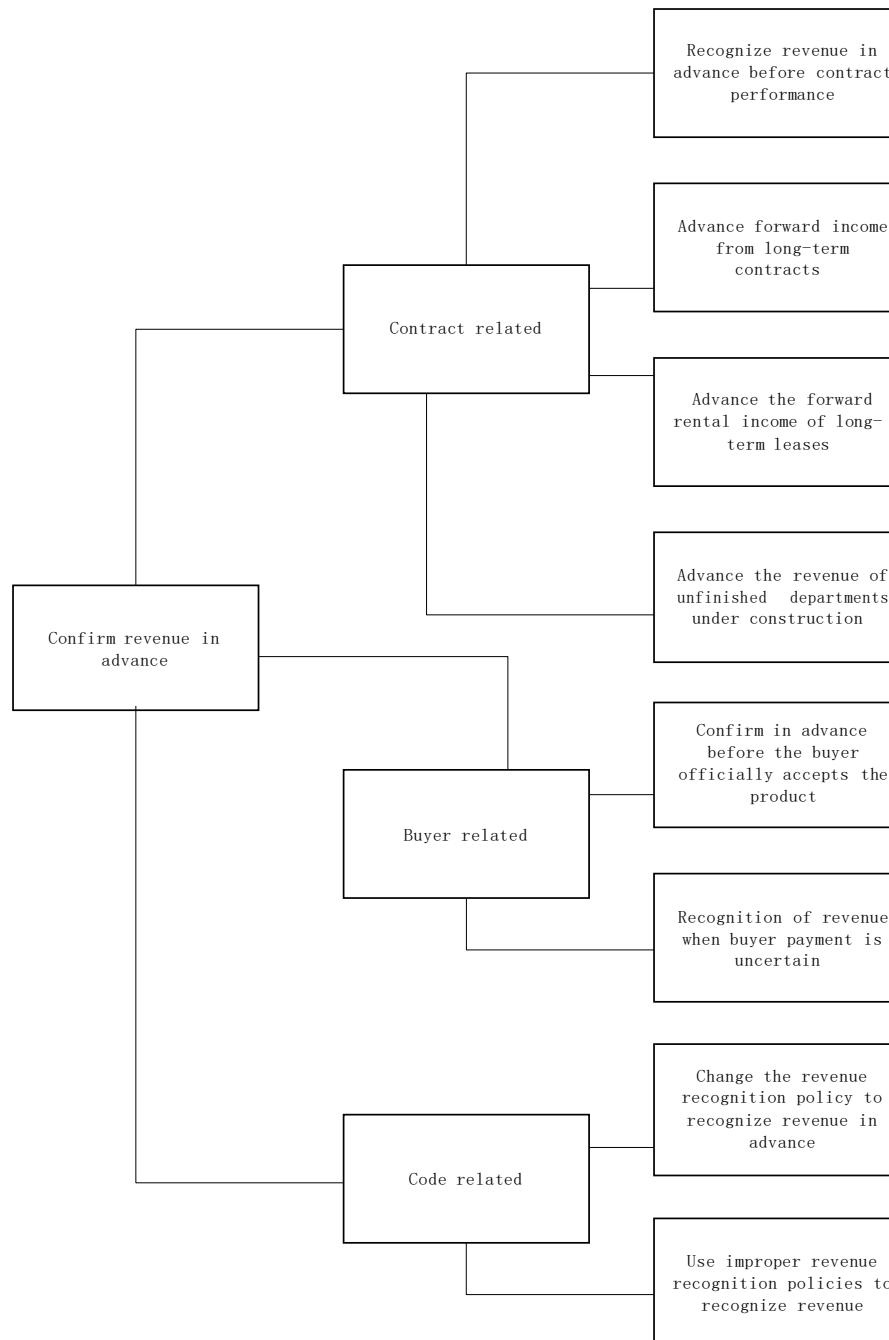 Recognize revenue in
advance before contract
performance
Advance forward income
from long-term
contracts
Contract related
Advance the forward
rental income of long-
term leases
Advance the revenue of
unfinished departments
under construction
Confirm revenue in
advance
Confirm in advance
before the buyer
officially accepts the
product
Buyer related
Recognition of revenue
when buyer payment is
uncertain
Change the revenue
recognition policy to
recognize revenue in
advance
Code related
Use improper revenue
recognition policies to
recognize revenue